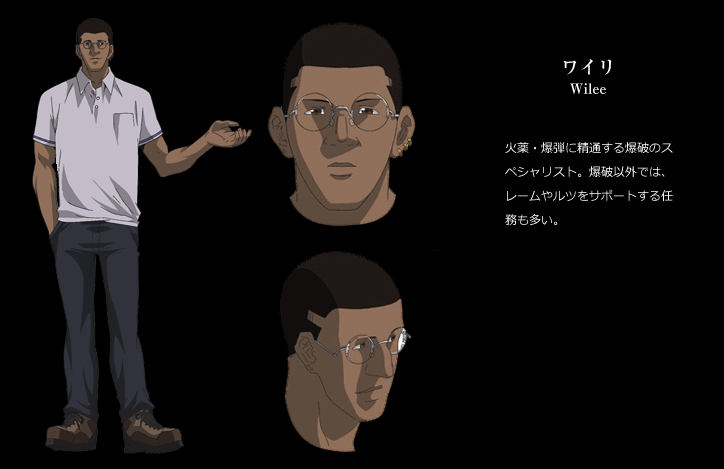 ワイリ
Wilee
火薬・爆弾に精通する爆破のス
ペシャリスト。爆破以外では、
レームやルツをサポートする任
務も多い。